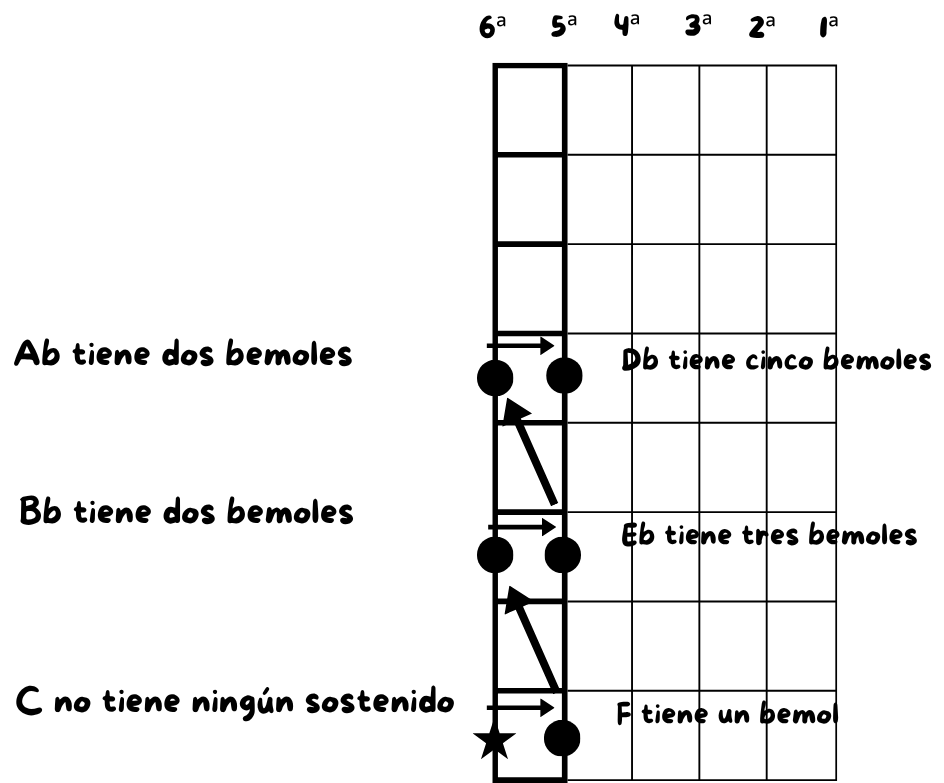 6ª 5ª 4ª 3ª 2ª 1ª
Ab tiene dos bemoles
Db tiene cinco bemoles
Bb tiene dos bemoles
Eb tiene tres bemoles
C no tiene ningún sostenido
F tiene un bemol